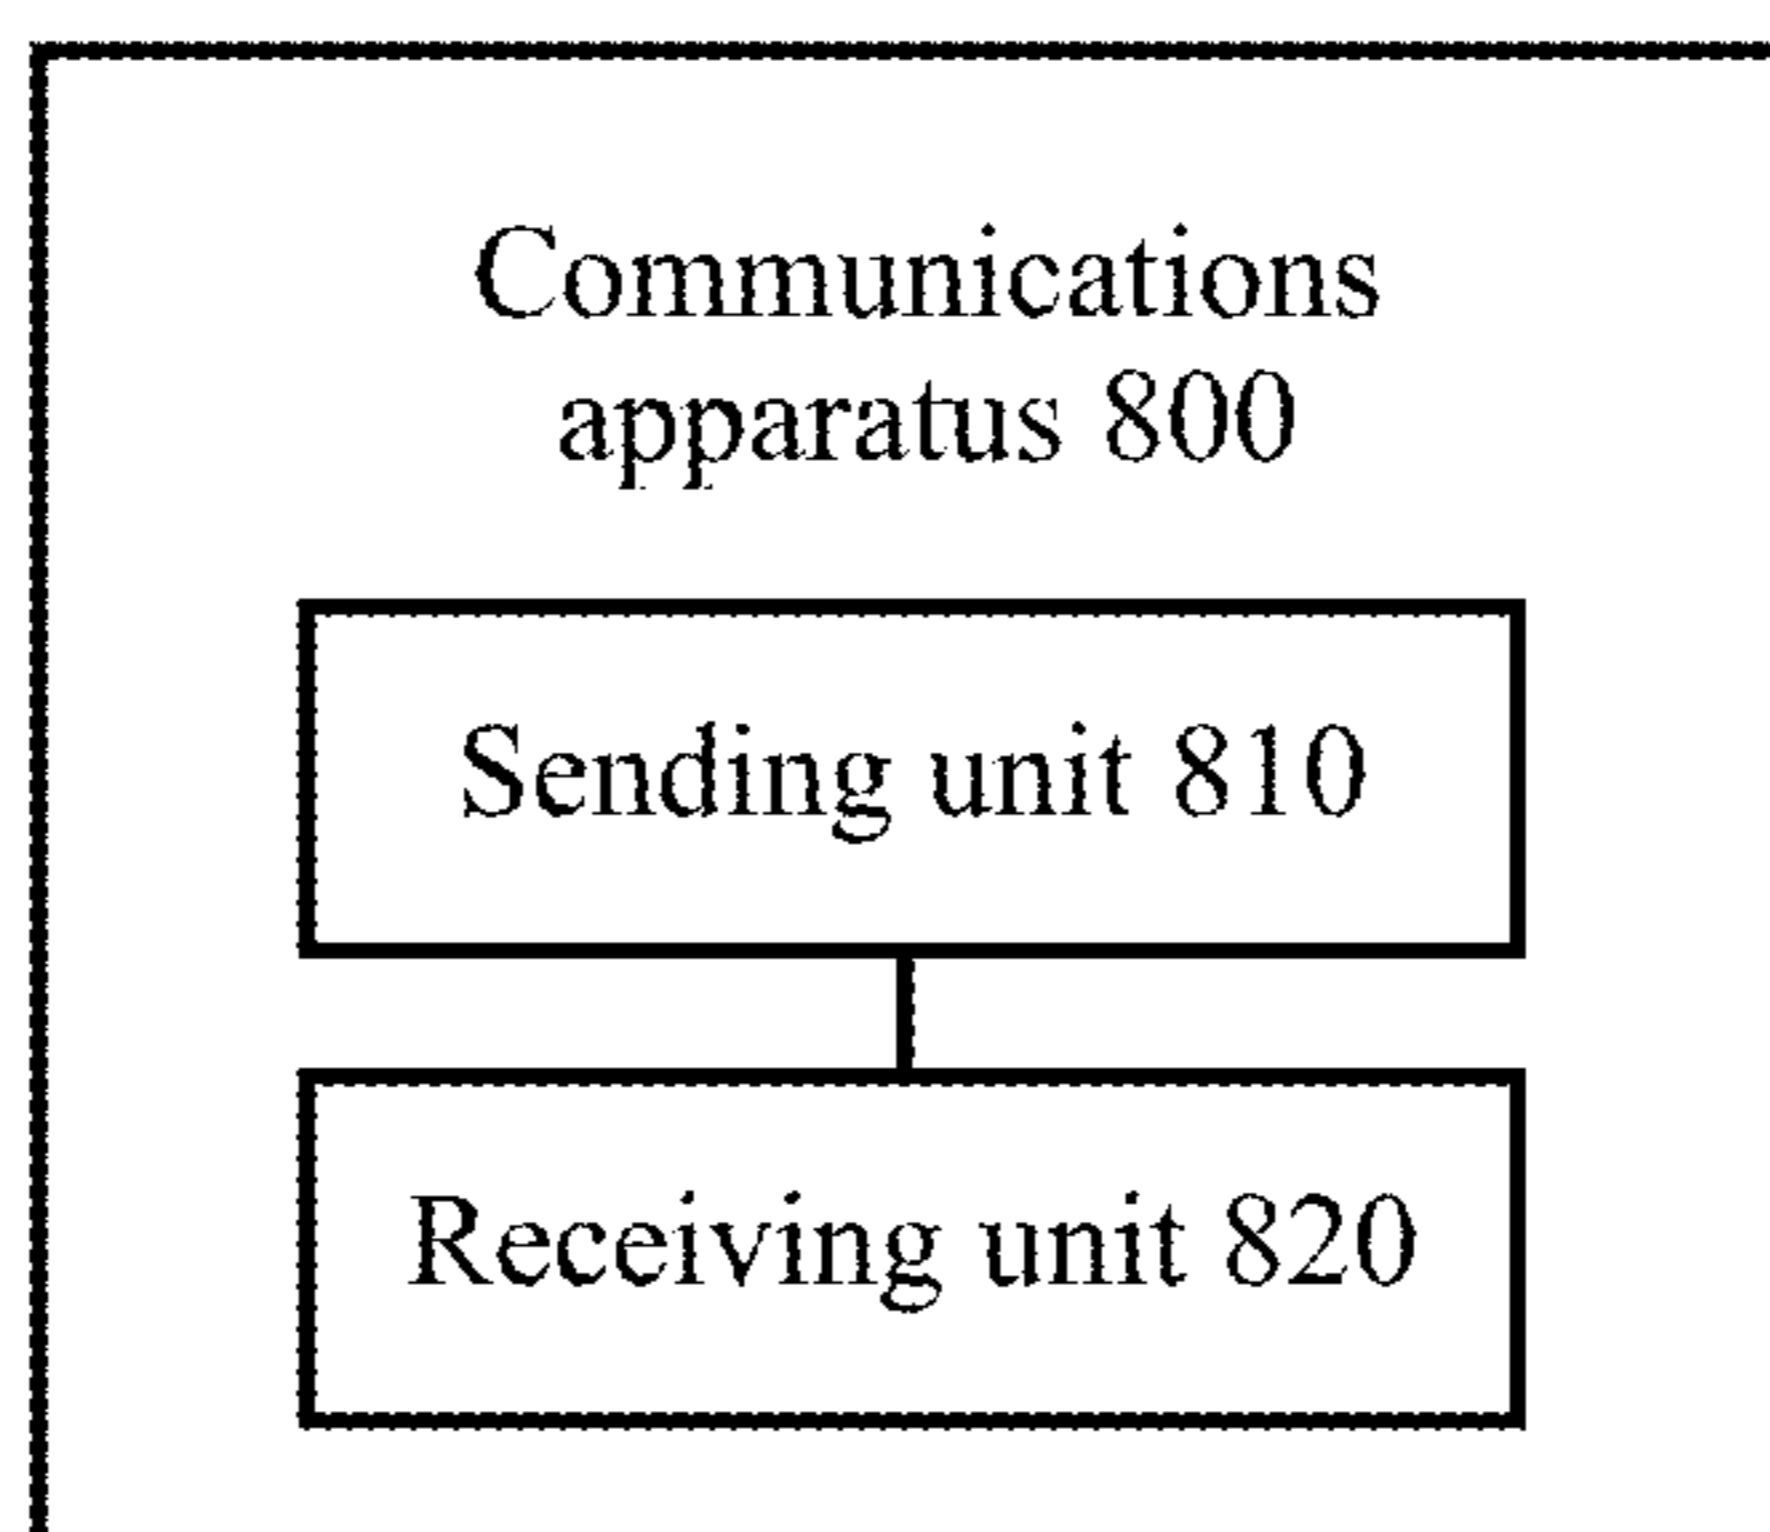 Communications
apparatus 800
Sending unit 810
Receiving unit 820